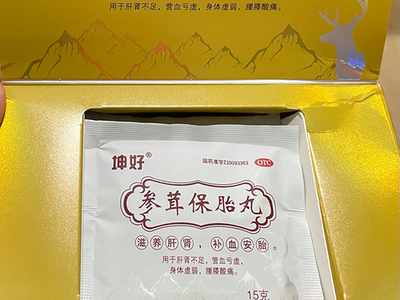 用于肝肾不足，营血亏虚，身体虚弱，腰膝酸痛。
坤好®
国药准字Z20093363
OTC
参茸保胎丸
滋养肝肾，补血安胎。
用于肝肾不足，营血亏虚，
身体虚弱，腰膝酸痛。
15克